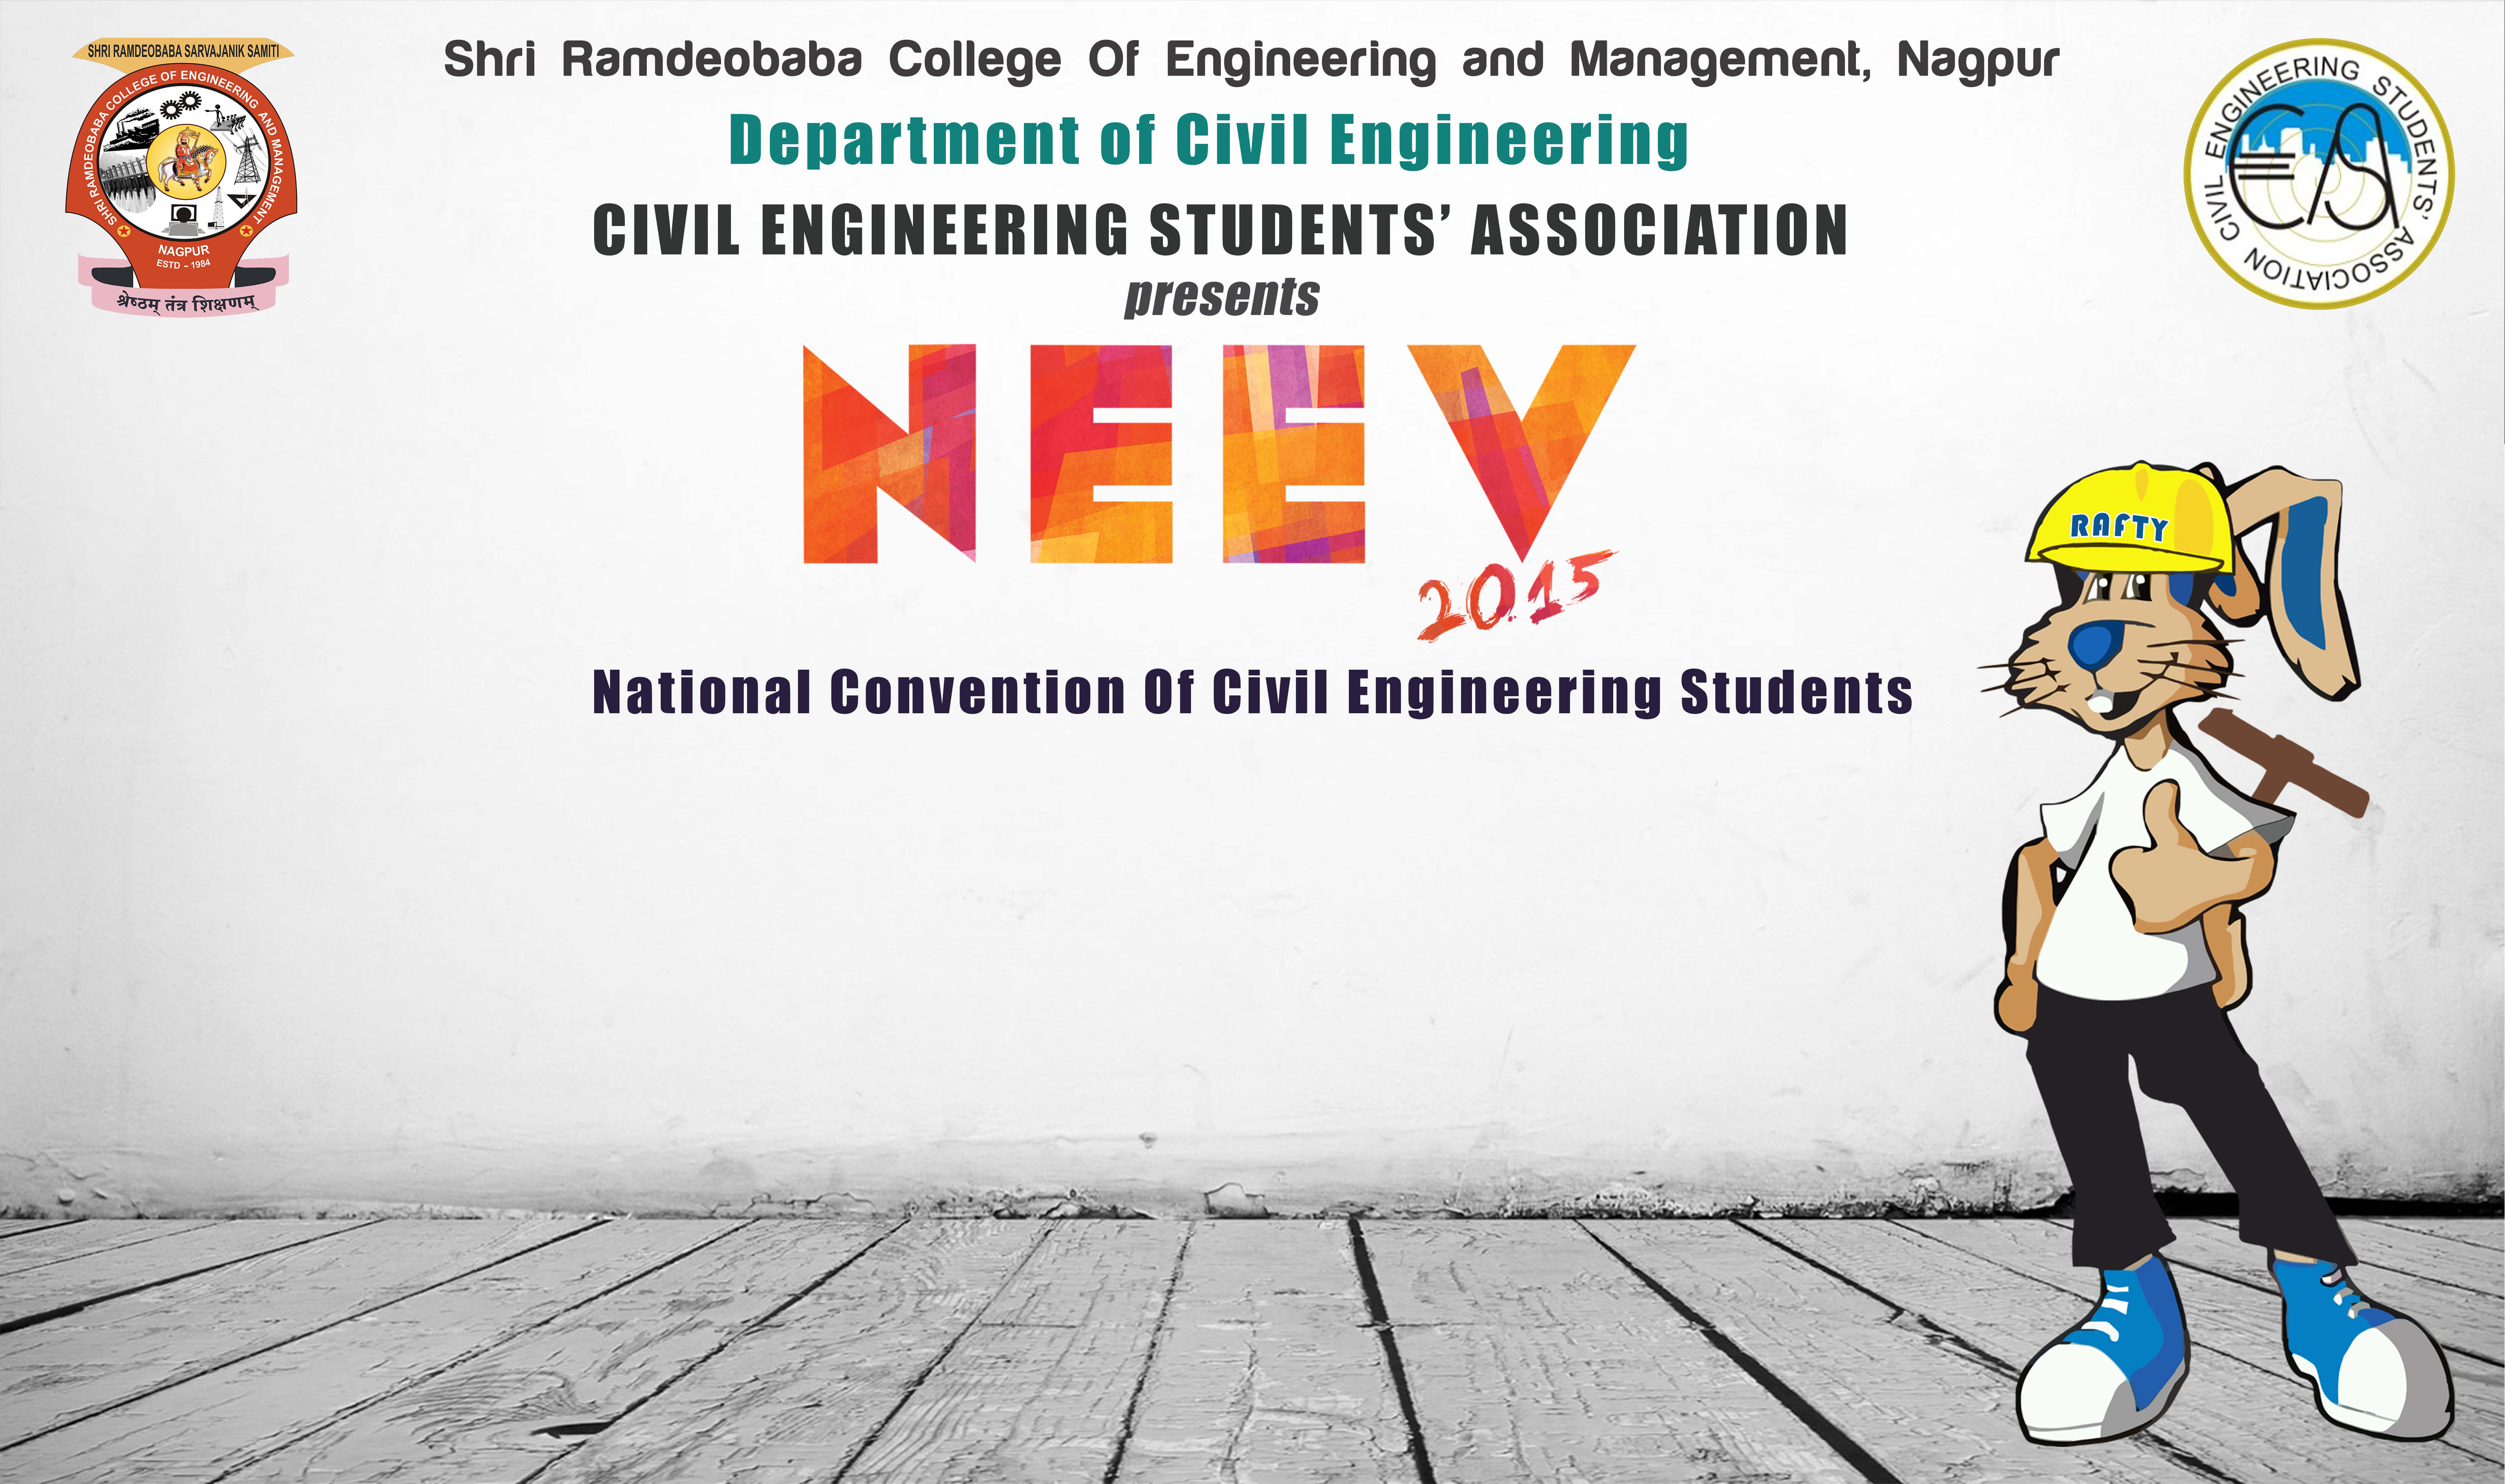 SHRI RAMDEOBABA SARVAJANIK SAMITI
SHRI RAMDEOBABA COLLEGE OF ENGINEERING AND MANAGEMENT
NAGPUR
ESTD - 1984
श्रेष्ठम् तंत्र शिक्षणम्
Shri Ramdeobaba College Of Engineering and Management, Nagpur
Department of Civil Engineering
CIVIL ENGINEERING STUDENTS’ ASSOCIATION
presents
NEEV
2015
National Convention Of Civil Engineering Students
CIVIL ENGINEERING STUDENTS' ASSOCIATION
CESA
RAFTY